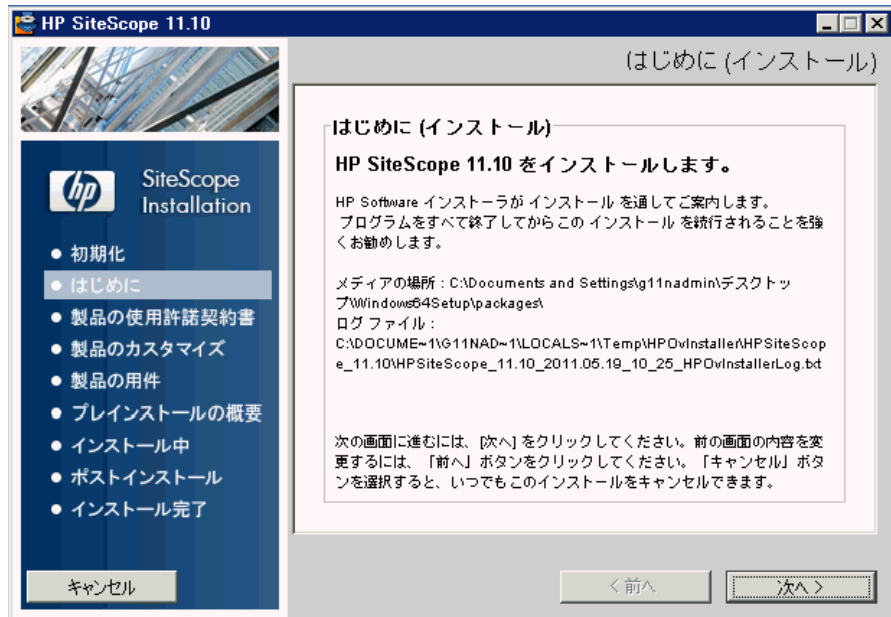 HP SiteScope 11.10
はじめに (インストール)
hp
SiteScope
Installation
初期化
はじめに
製品の使用許諾契約書
製品のカスタマイズ
製品の用件
プレインストールの概要
インストール中
ポストインストール
インストール完了
はじめに (インストール)
HP SiteScope 11.10 をインストールします。
HP Software インストーラが インストール を通してご案内します。
プログラムをすべて終了してからこの インストール を続行されることを強
くお勧めします。
メディアの場所 : C:\Documents and Settings\g11nadmin\デスクトッ
プ\Windows64Setup\packages\
ログ ファイル :
C:\DOCUME~1\G11NAD~1\LOCALS~1\Temp\HPOvInstaller\HPSiteScop
e_11.10\HPSiteScope_11.10_2011.05.19_10_25_HPOvInstallerLog.txt
次の画面に進むには、[次へ] をクリックしてください。前の画面の内容を変
更するには、「前へ」ボタンをクリックしてください。「キャンセル」ボタ
ンを選択すると、いつでもこのインストールをキャンセルできます。
キャンセル
< 前へ
次へ >